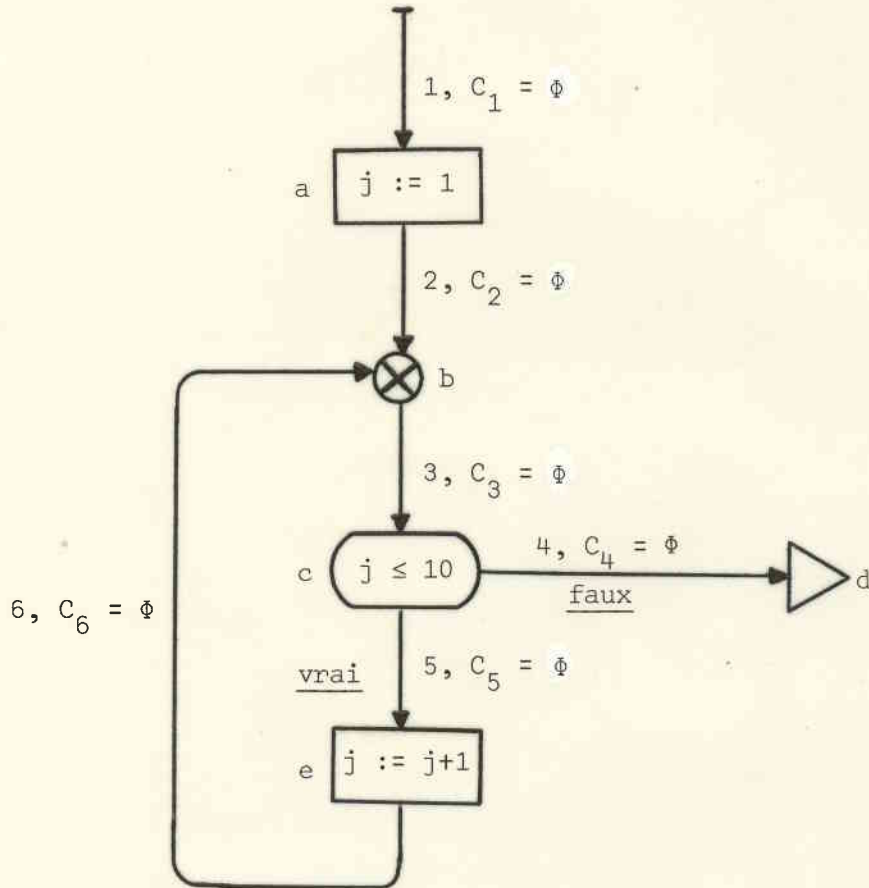 1, C₁ = Φ
a
j := 1
2, C₂ = Φ
b
3, C₃ = Φ
c
j ≤ 10
4, C₄ = Φ
faux
d
6, C₆ = Φ
vrai
5, C₅ = Φ
e
j := j+1